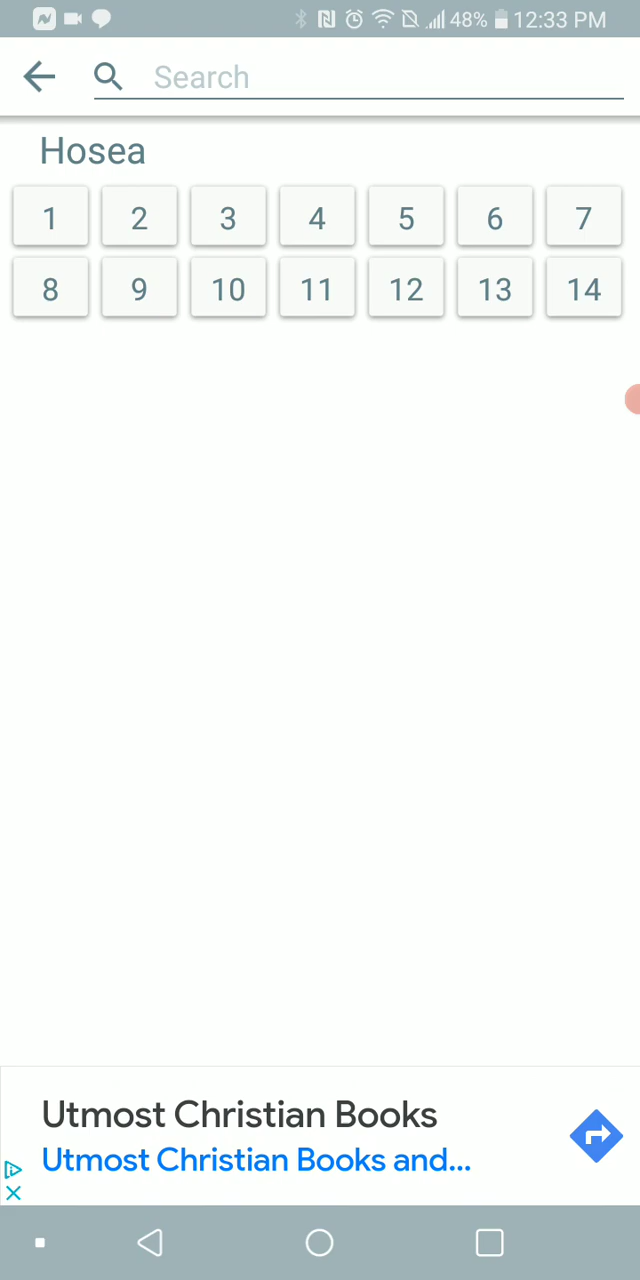 48% 12:33 PM
Search
Hosea
1 2 3 4 5 6 7
8 9 10 11 12 13 14
Utmost Christian Books
Utmost Christian Books and...